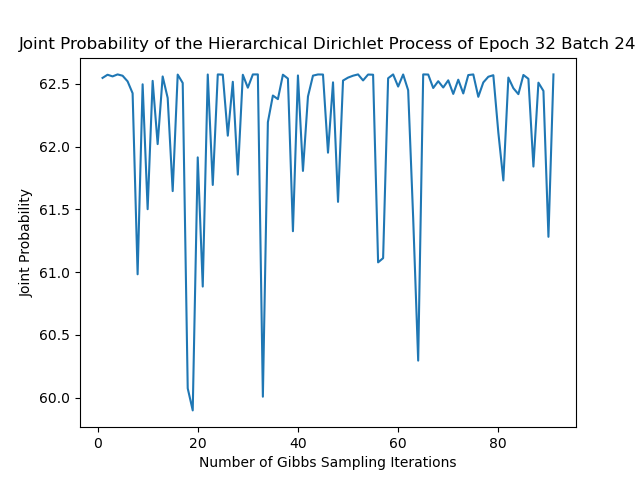 Joint Probability of the Hierarchical Dirichlet Process of Epoch 32 Batch 24
62.5
62.0
61.5
61.0
60.5
60.0
Joint Probability
0 20 40 60 80
Number of Gibbs Sampling Iterations